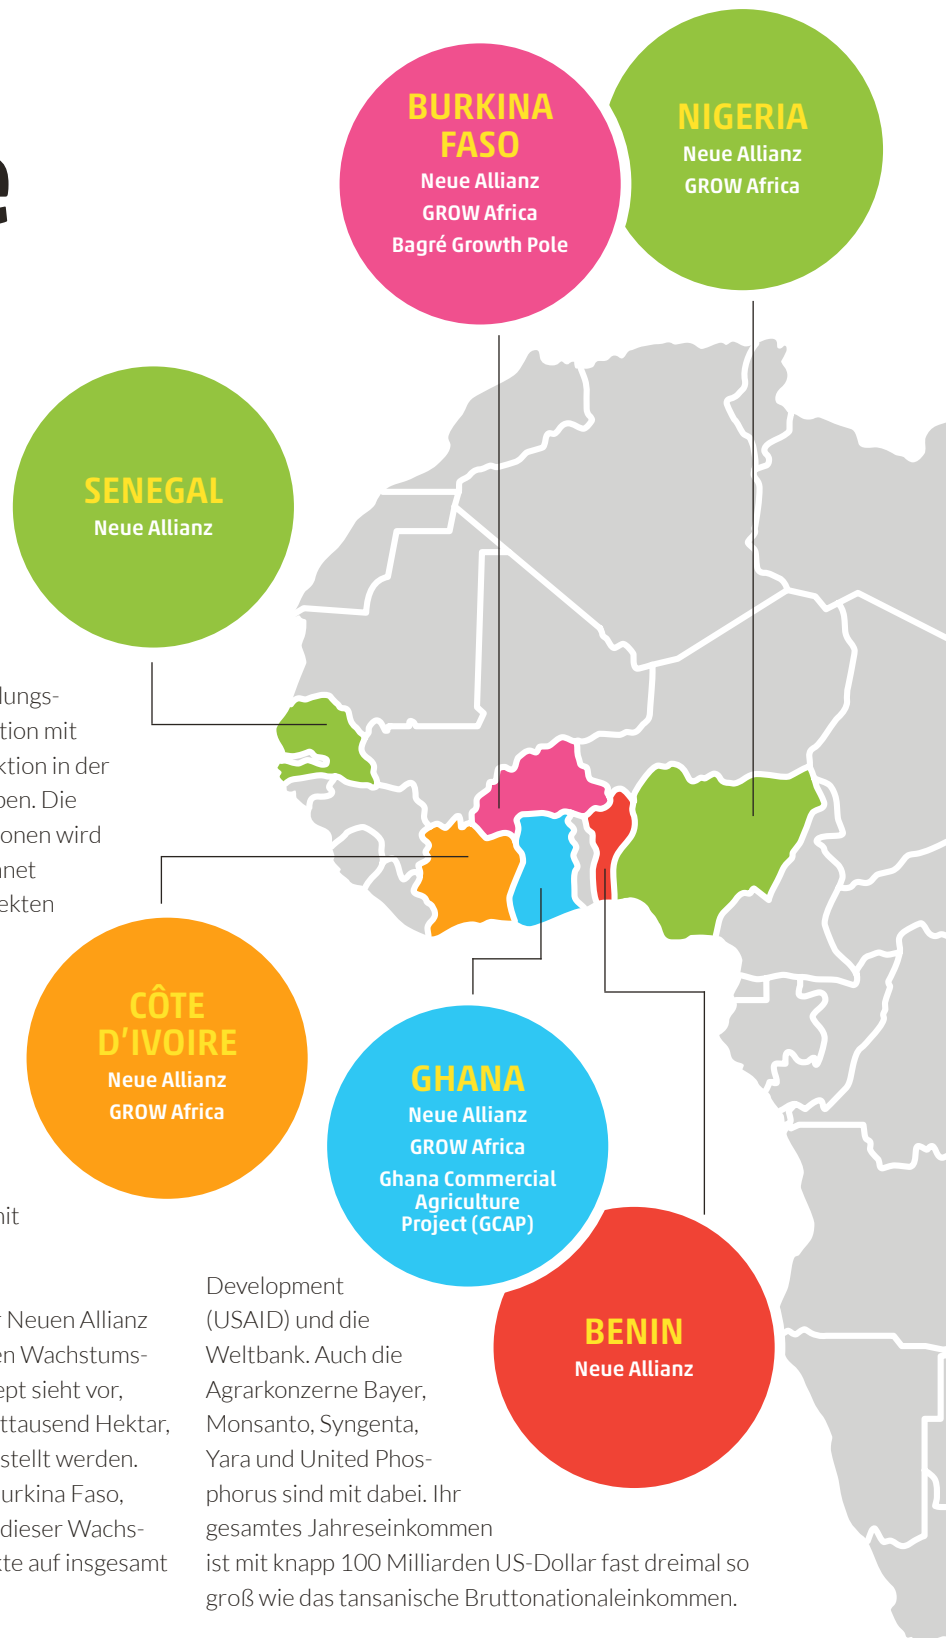 e
BURKINA
FASO
Neue Allianz
GROW Africa
Bagré Growth Pole
NIGERIA
Neue Allianz
GROW Africa
SENEGAL
Neue Allianz
lungs-
tion mit
ktion in der
ben. Die
onen wird
net
ekten
CÔTE
D’IVOIRE
Neue Allianz
GROW Africa
GHANA
Neue Allianz
GROW Africa
Ghana Commercial
Agriculture
Project (GCAP)
BENIN
Neue Allianz
nit
r Neuen Allianz
en Wachstums-
ept sieht vor,
ttausend Hektar,
stellt werden.
urkina Faso,
dieser Wachs-
kte auf insgesamt
Development
(USAID) und die
Weltbank. Auch die
Agrarkonzerne Bayer,
Monsanto, Syngenta,
Yara und United Phos-
phorus sind mit dabei. Ihr
gesamtes Jahreseinkommen
ist mit knapp 100 Milliarden US-Dollar fast dreimal so
groß wie das tansanische Bruttonationaleinkommen.